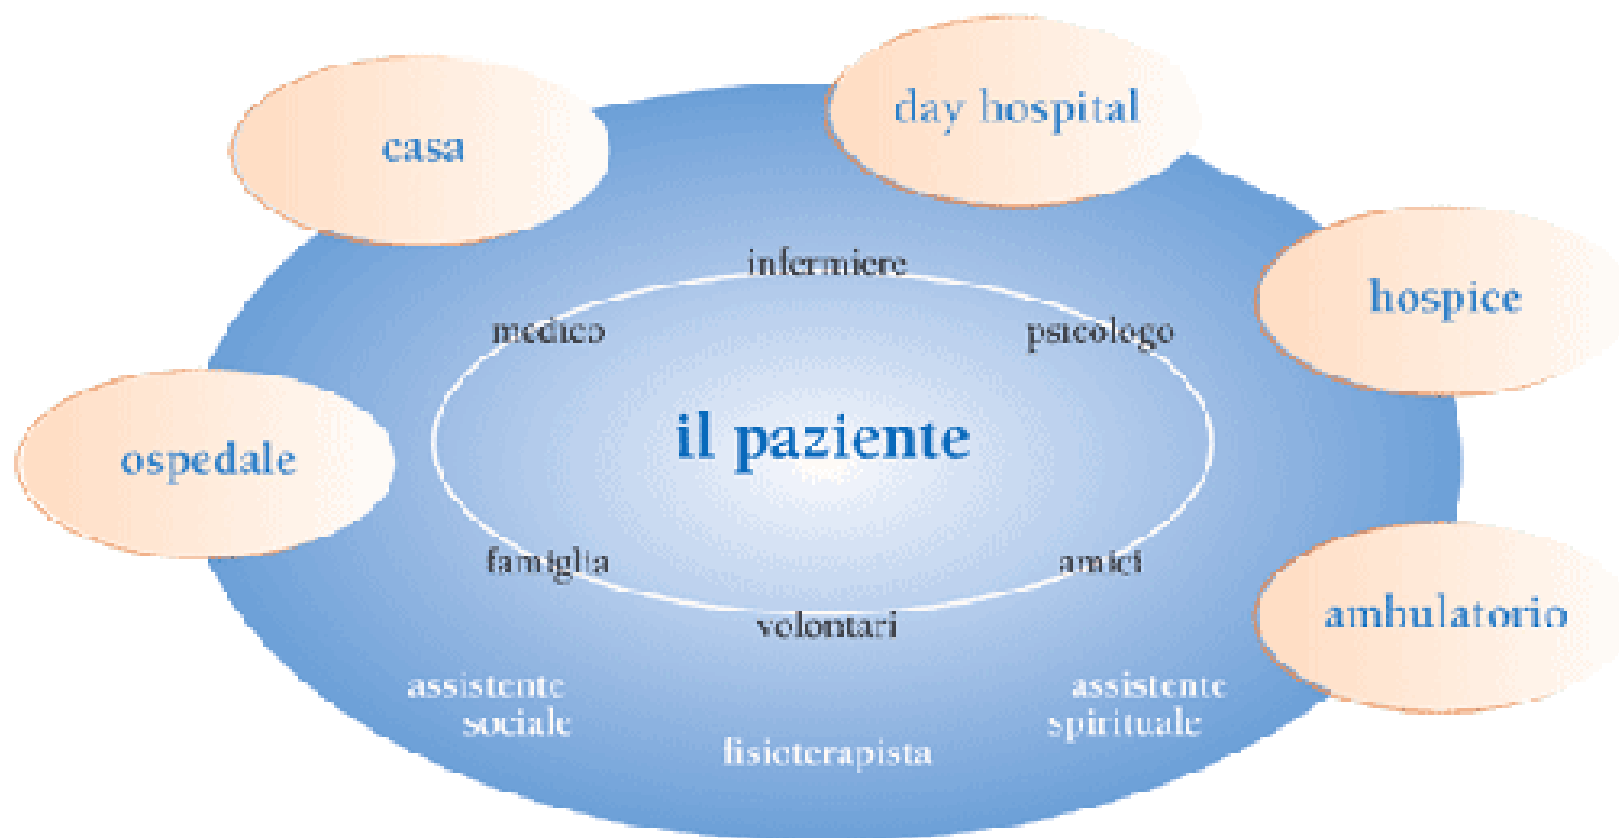 day hospital
casa
infermiere
hospice
medico
psicologo
il paziente
ospedale
famiglia
amici
volontari
ambulatorio
assistente
sociale
assistente
spirituale
fisioterapista